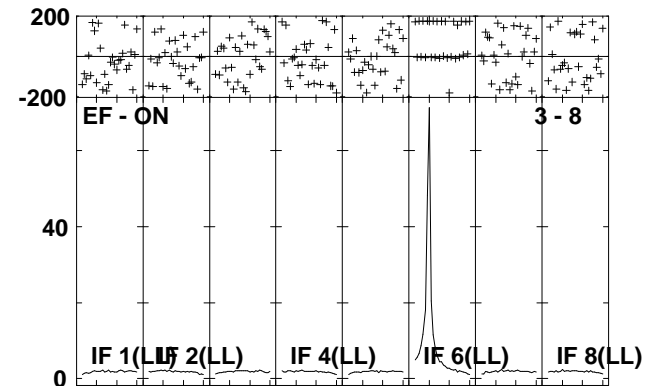 200
-200
EF - ON
3 - 8
40
IF 1(LL)
IF 2(LL)
IF 4(LL)
IF 6(LL)
IF 8(LL)
0